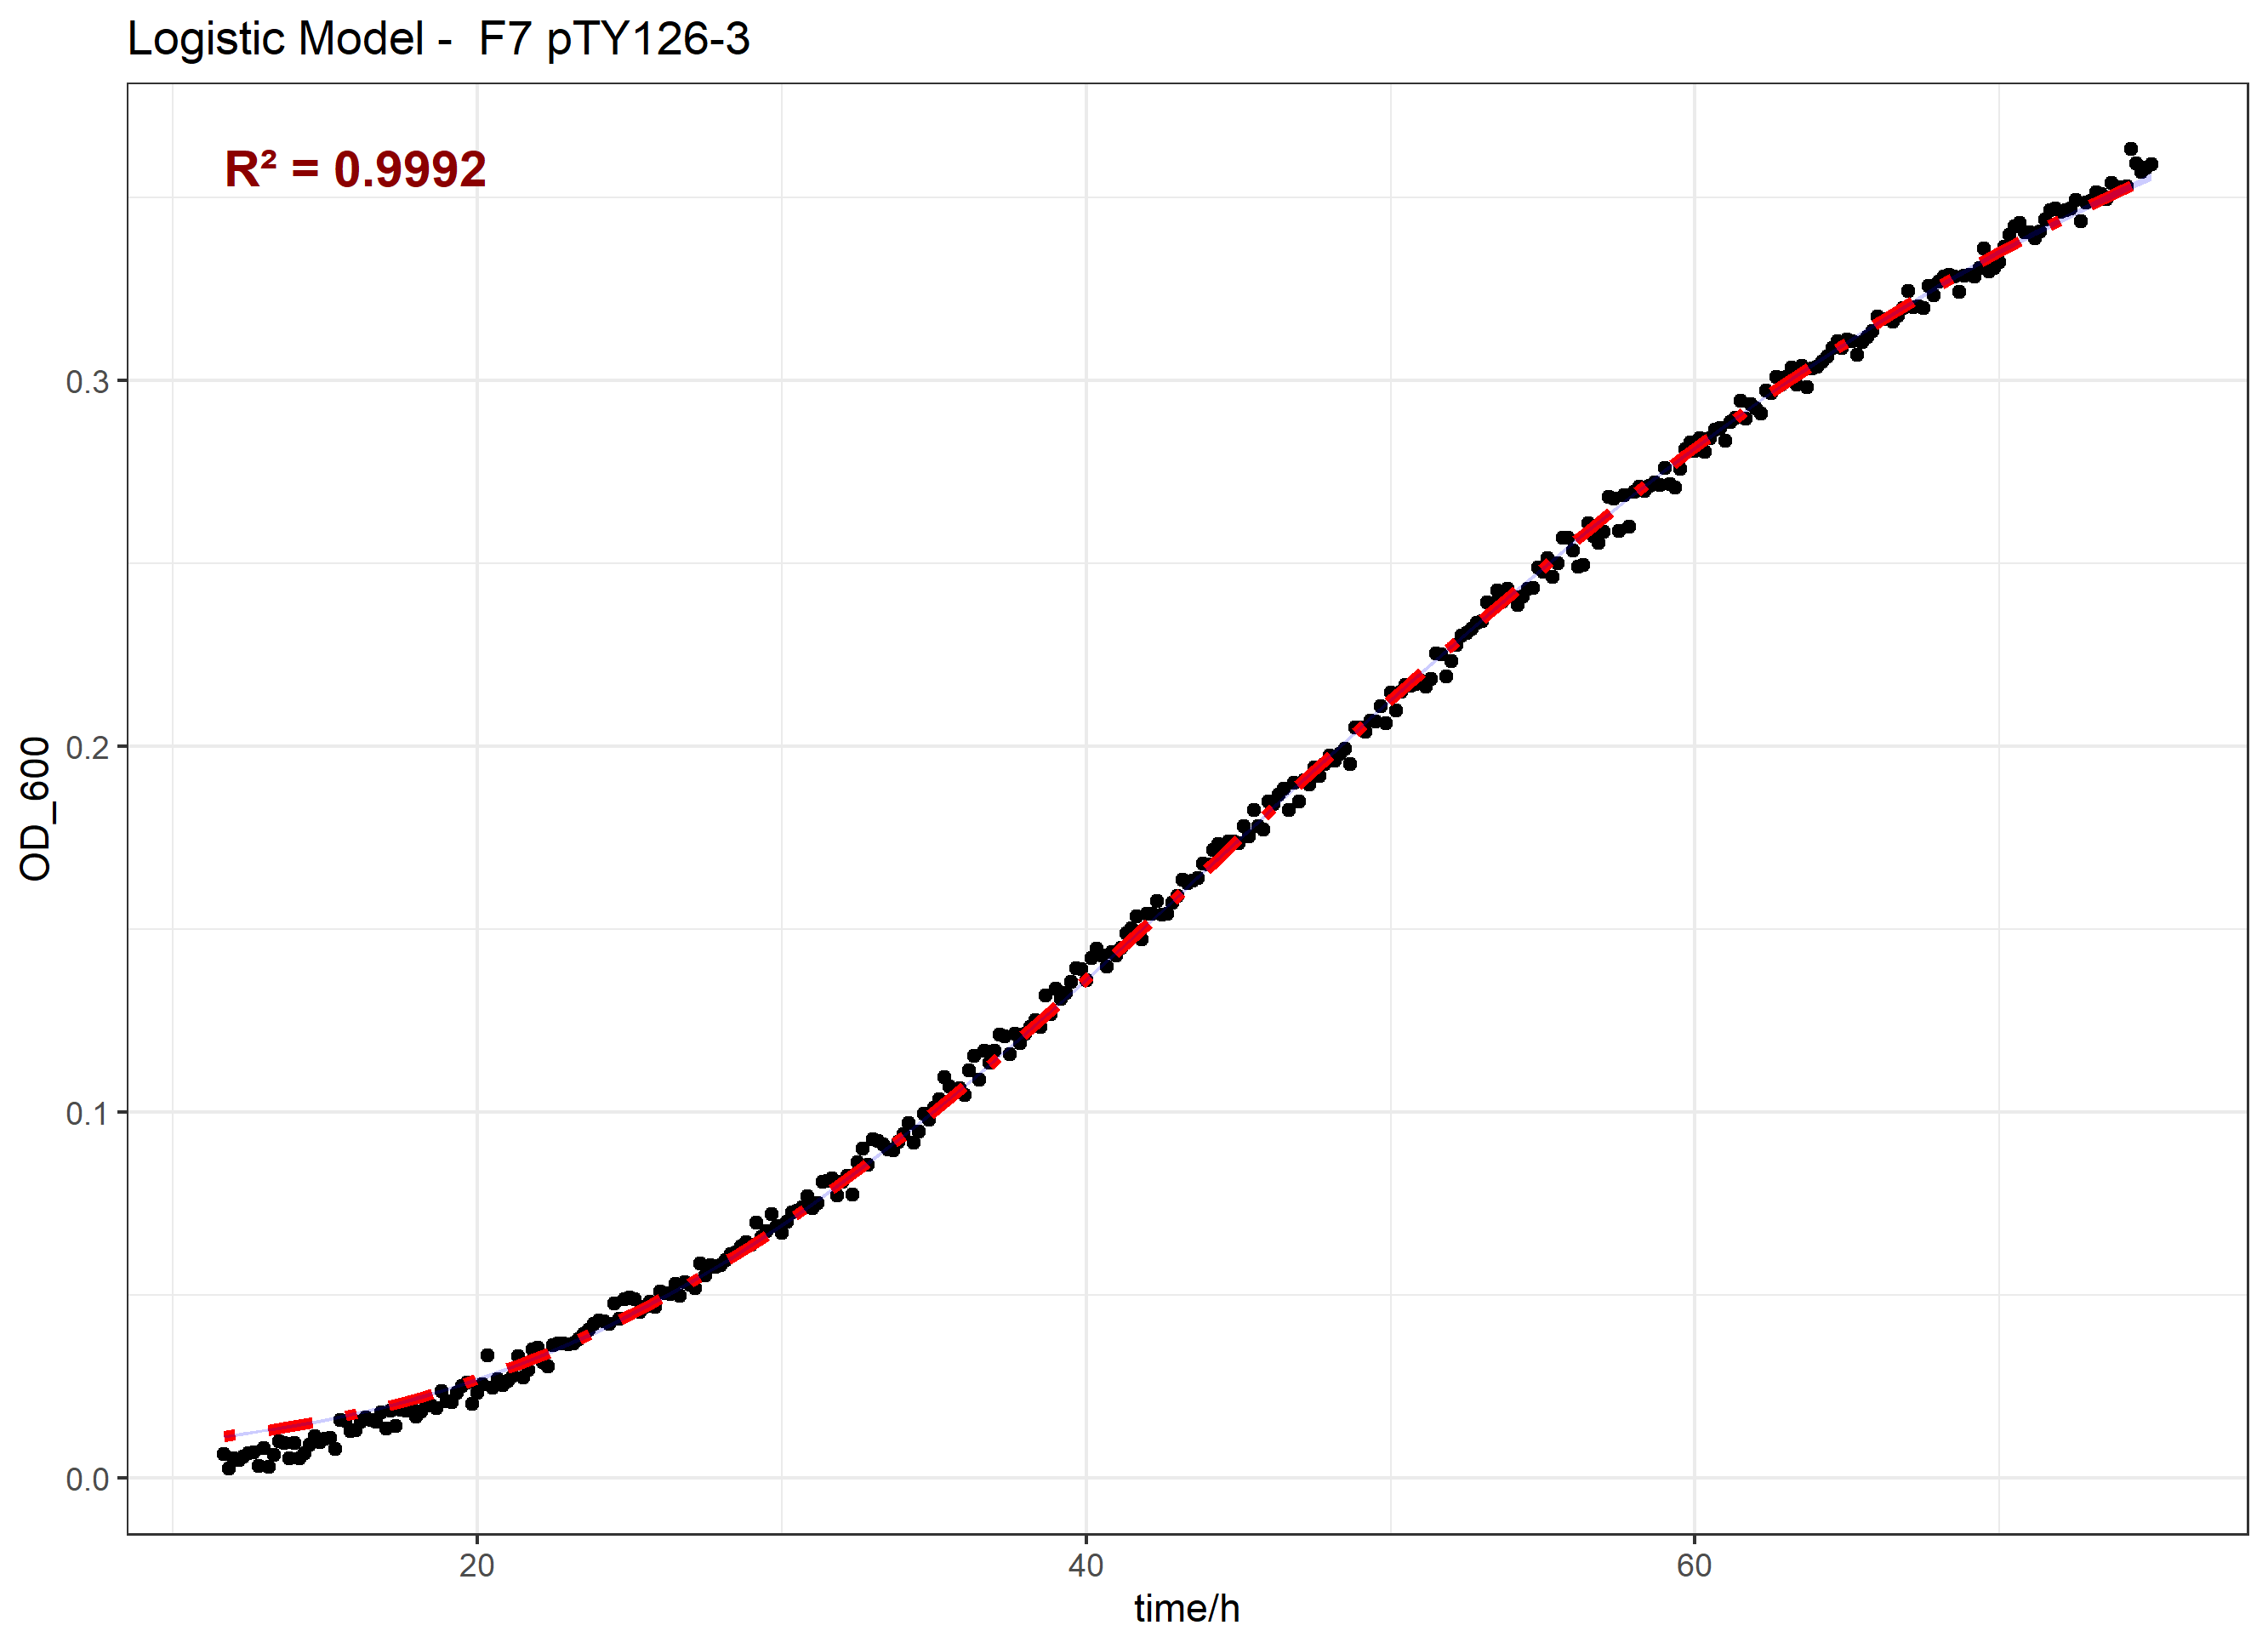 Logistic Model -  F7 pTY126-3
R² = 0.9992
0.3
0.2
0.1
0.0
OD_600
20 40 60
time/h